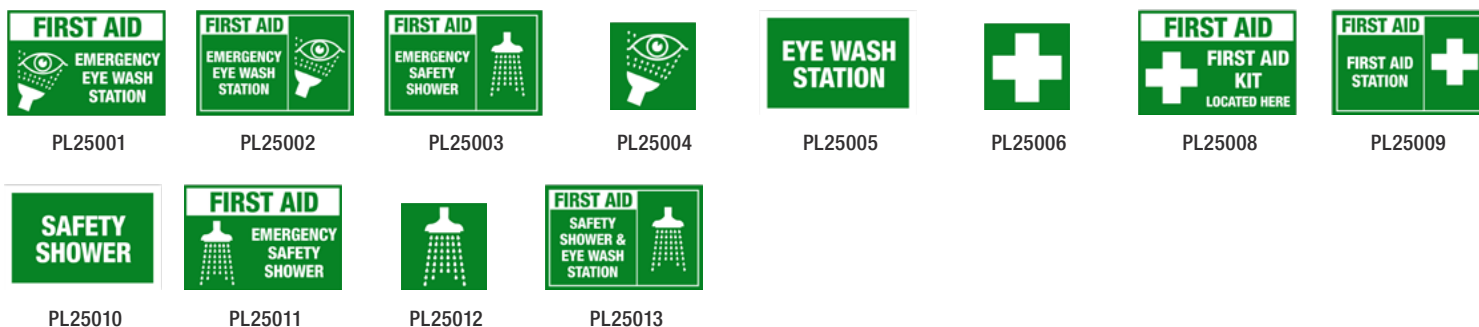 FIRST AID
EMERGENCY
EYE WASH
STATION
PL25001
FIRST AID
EMERGENCY
EYE WASH
STATION
PL25002
FIRST AID
EMERGENCY
SAFETY
SHOWER
PL25003
PL25004
EYE WASH
STATION
PL25005
PL25006
FIRST AID
FIRST AID
KIT
LOCATED HERE
PL25008
FIRST AID
FIRST AID
STATION
PL25009
SAFETY
SHOWER
PL25010
FIRST AID
EMERGENCY
SAFETY
SHOWER
PL25011
PL25012
FIRST AID
SAFETY
SHOWER &
EYE WASH
STATION
PL25013